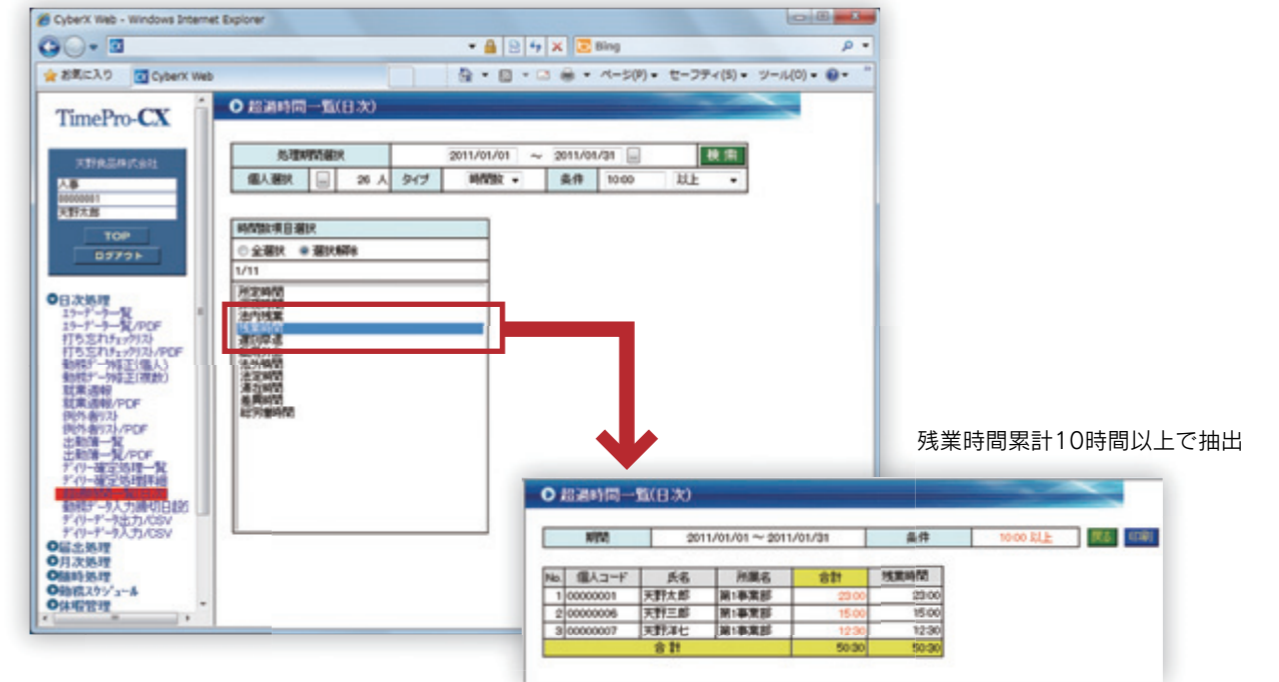 CyberX Web - Windows Internet Explorer
Bing
お気に入り CyberX Web ページ(P) セーフティ(S) ツール(O)
TimePro-CX
天野食品株式会社
人事
00000001
天野太郎
TOP
ログアウト
日次処理
エラーデータ一覧
エラーデータ一覧/PDF
打ち忘れチェックリスト
打ち忘れチェックリスト/PDF
勤務データ修正(個人)
勤務データ修正(複数)
就業週報
就業週報/PDF
例外者リスト
例外者リスト/PDF
出勤簿一覧
出勤簿一覧/PDF
デイリー確定処理一覧
デイリー確定処理詳細
勤務データ入力締切日設
デイリーデータ出力/CSV
デイリーデータ入力/CSV
届出処理
月次処理
随時処理
勤務スケジュール
休暇管理
超過時間一覧(日次)
処理期間選択 2011/01/01 ～ 2011/01/31 検索
個人選択 26 人 タイプ 時間数 条件 10:00 以上
時間数項目選択
全選択 選択解除
1/11
所定時間
法内残業
残業時間
遅刻早退
法外時間
法定時間
滞在時間
差異時間
総労働時間
残業時間累計10時間以上で抽出
超過時間一覧(日次)
期間 2011/01/01 ～ 2011/01/31 条件 10:00 以上 戻る 印刷
No. 個人コード 氏名 所属名 合計 残業時間
1 00000001 天野太郎 第1事業部 23:00 23:00
2 00000006 天野三郎 第1事業部 15:00 15:00
3 00000007 天野洋七 第1事業部 12:30 12:30
合計 50:30 50:30